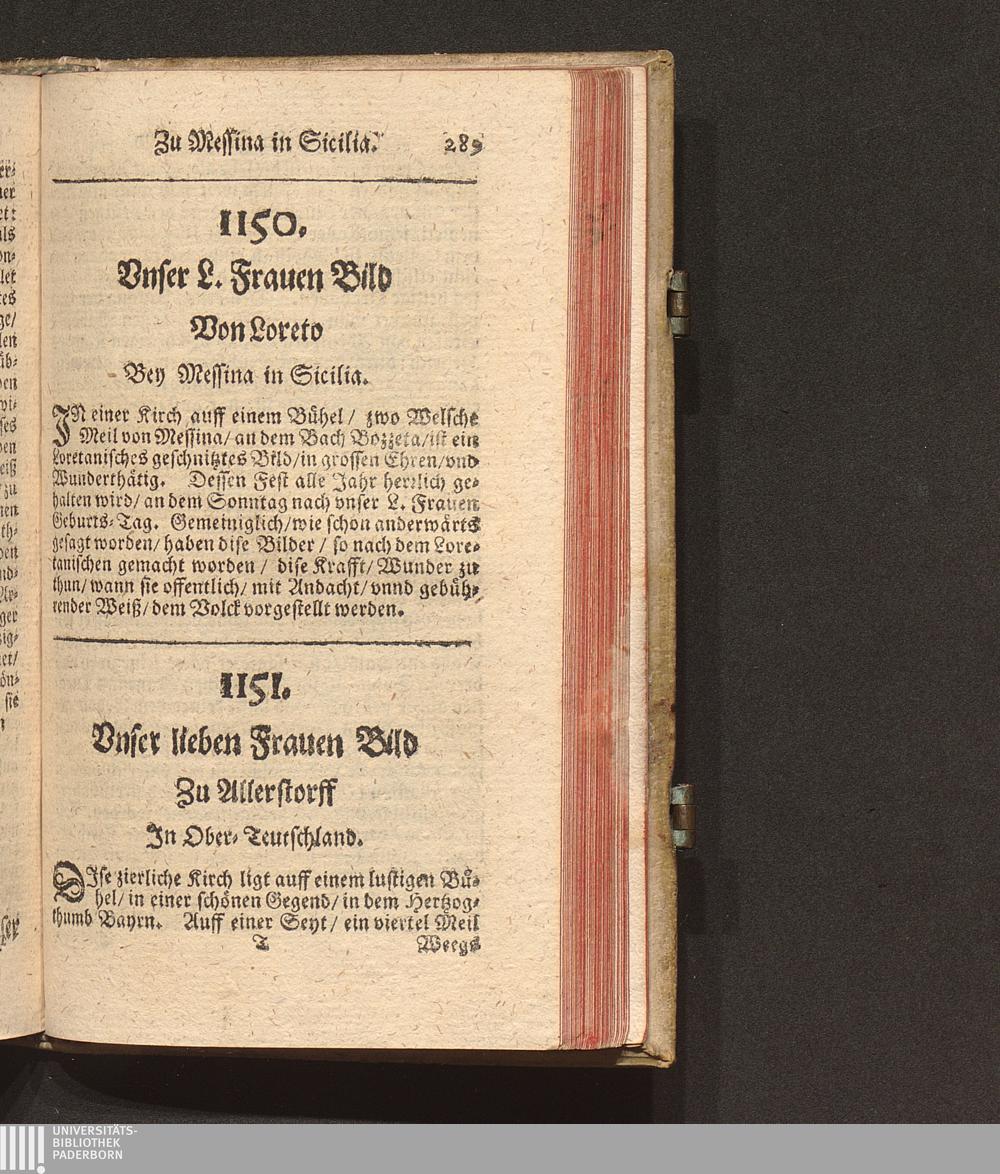 Zu Messina in Sicilia. 289
1150.
Vnser L. Frauen Bild
Von Loreto
Bey Messina in Sicilia.
IN einer Kirch auff einem Bühel / zwo Welsche
Meil von Messina / an dem Bach Bozzeta / ist ein
Loretanisches geschnitztes Bild / in grossen Ehren / vnd
Wunderthätig. Dessen Fest alle Jahr herrlich ge-
halten wird / an dem Sonntag nach vnser L. Frauen
Geburts-Tag. Gemeiniglich / wie schon anderwärts
gesagt worden / haben dise Bilder / so nach dem Lore-
tanischen gemacht worden / dise Krafft / Wunder zu
thun / wann sie offentlich / mit Andacht / vnnd gebüh-
render Weiß / dem Volck vorgestellt werden.
1151.
Vnser lieben Frauen Bild
Zu Allerstorff
In Ober-Teutschland.
DIse zierliche Kirch ligt auff einem lustigen Bü-
hel / in einer schönen Gegend / in dem Hertzog-
thumb Bayrn. Auff einer Seyt / ein viertel Meil
T Weegs
UNIVERSITÄTS-
BIBLIOTHEK
PADERBORN